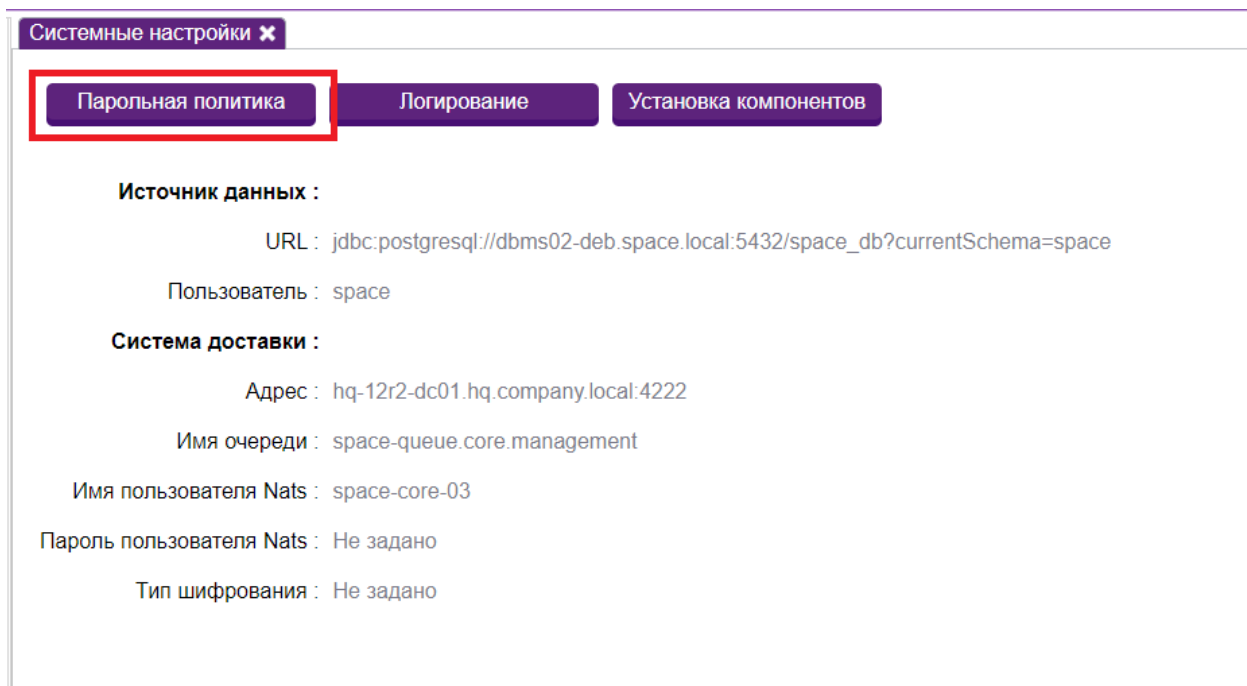 Системные настройки ✖
Парольная политика Логирование Установка компонентов
Источник данных :
URL : jdbc:postgresql://dbms02-deb.space.local:5432/space_db?currentSchema=space
Пользователь : space
Система доставки :
Адрес : hq-12r2-dc01.hq.company.local:4222
Имя очереди : space-queue.core.management
Имя пользователя Nats : space-core-03
Пароль пользователя Nats : Не задано
Тип шифрования : Не задано